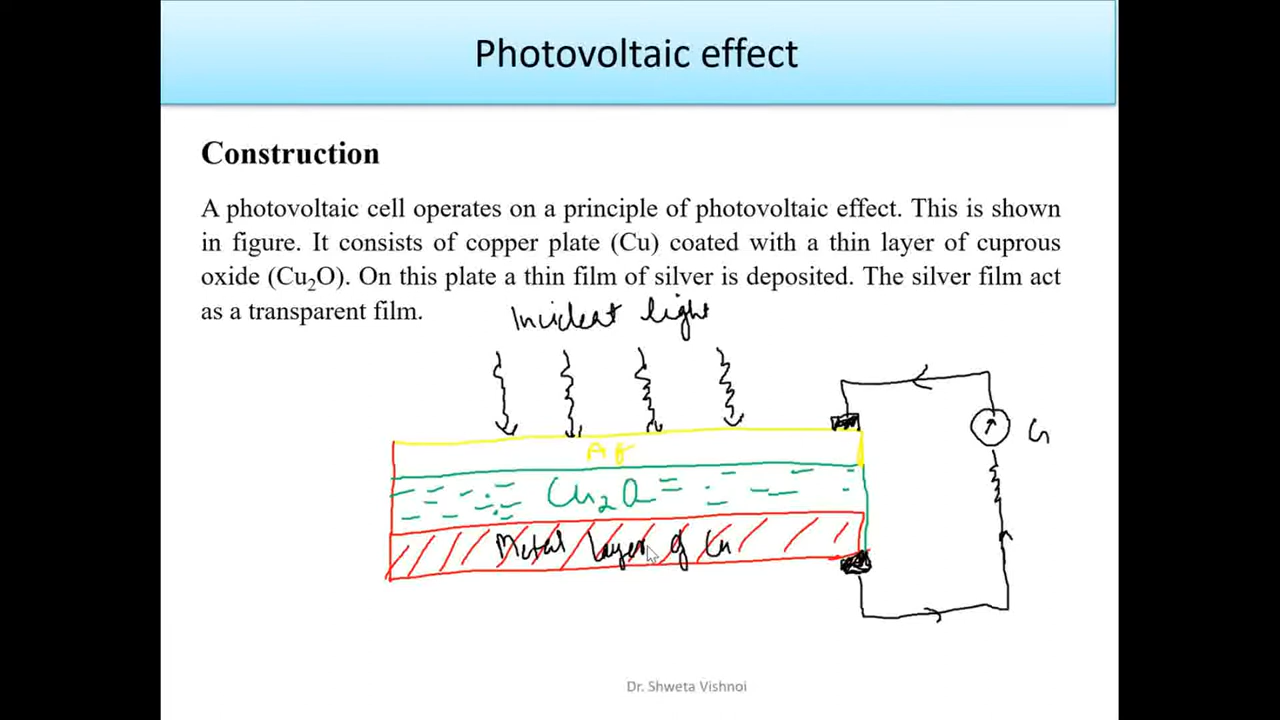 Photovoltaic effect
Construction
A photovoltaic cell operates on a principle of photovoltaic effect. This is shown
in figure. It consists of copper plate (Cu) coated with a thin layer of cuprous
oxide (Cu₂O). On this plate a thin film of silver is deposited. The silver film act
as a transparent film.
Incident light
G
Ag
Cu₂O
Metal layer of Cu
Dr. Shweta Vishnoi